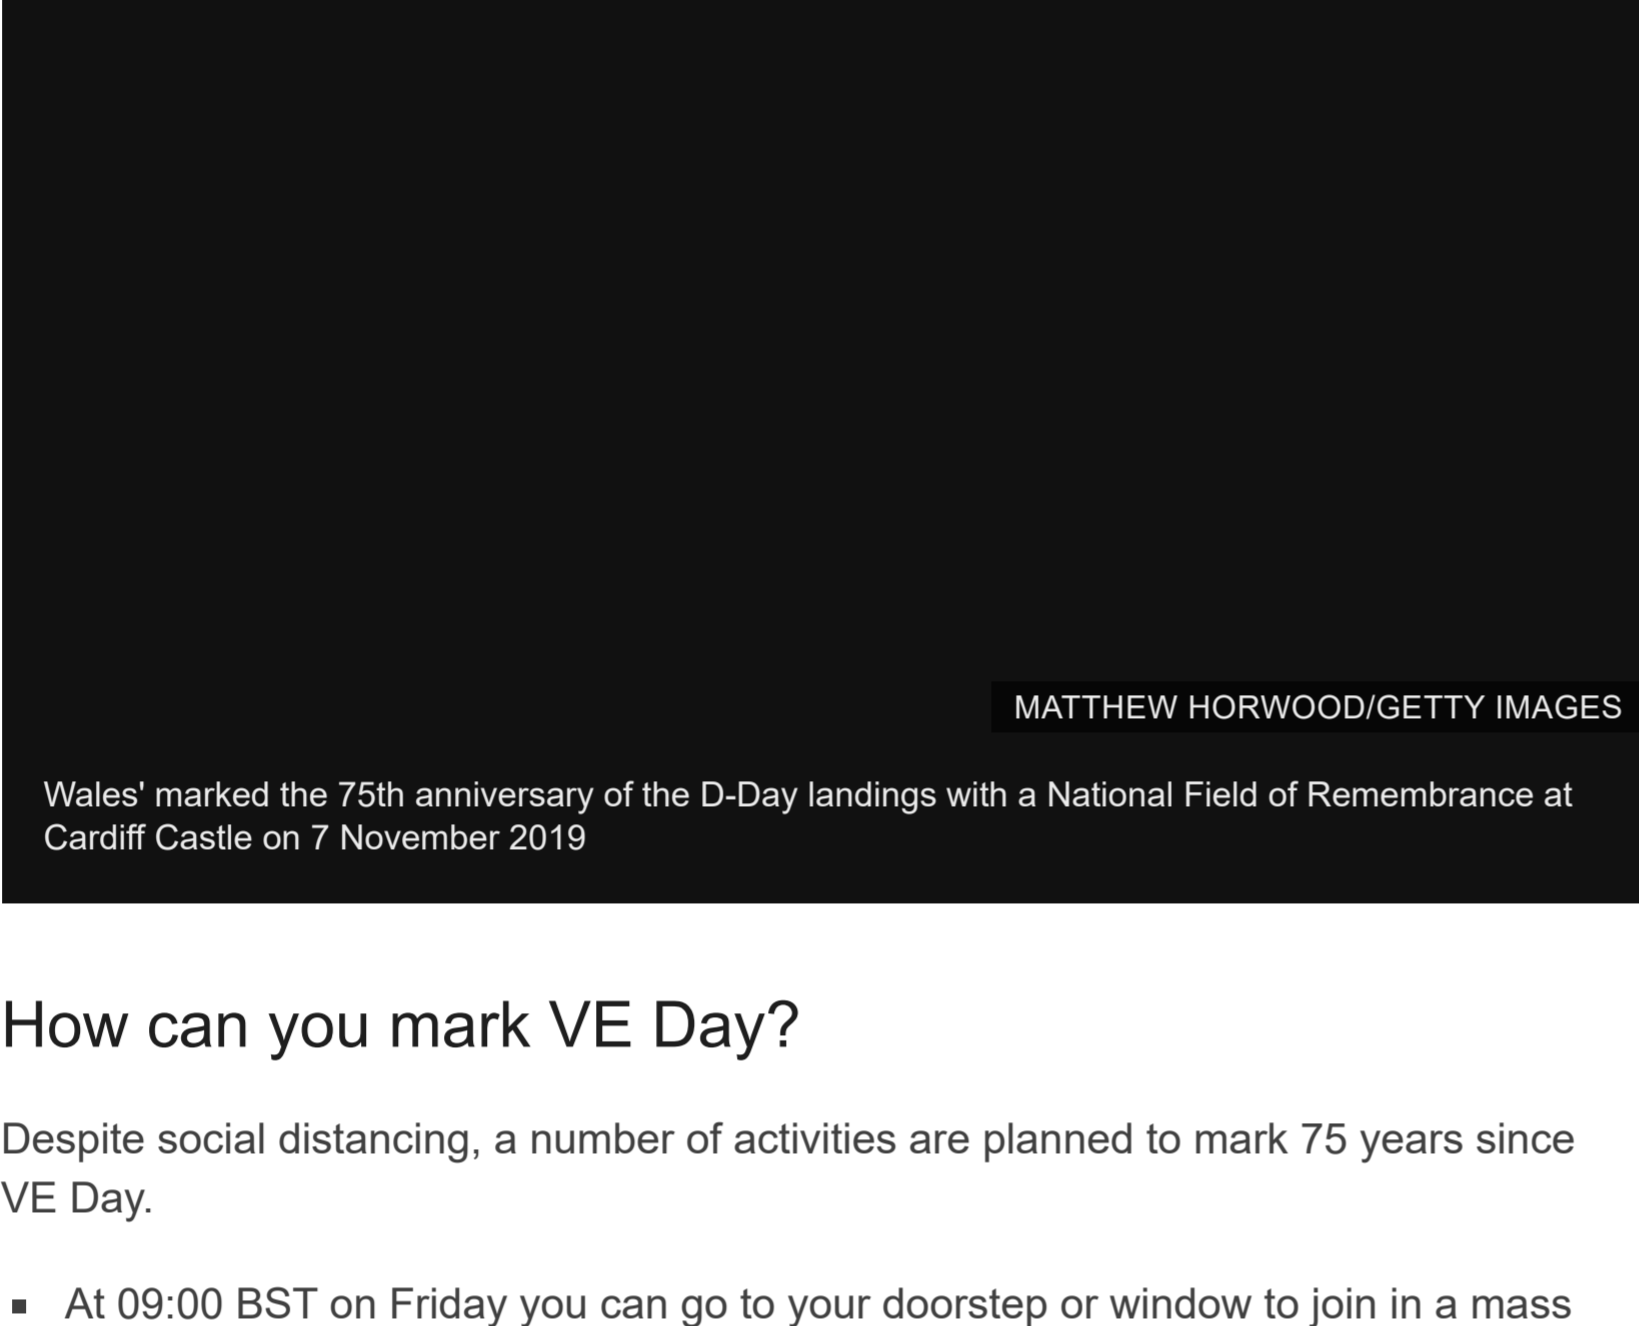 MATTHEW HORWOOD/GETTY IMAGES
Wales' marked the 75th anniversary of the D-Day landings with a National Field of Remembrance at
Cardiff Castle on 7 November 2019
How can you mark VE Day?
Despite social distancing, a number of activities are planned to mark 75 years since
VE Day.
▪ At 09:00 BST on Friday you can go to your doorstep or window to join in a mass